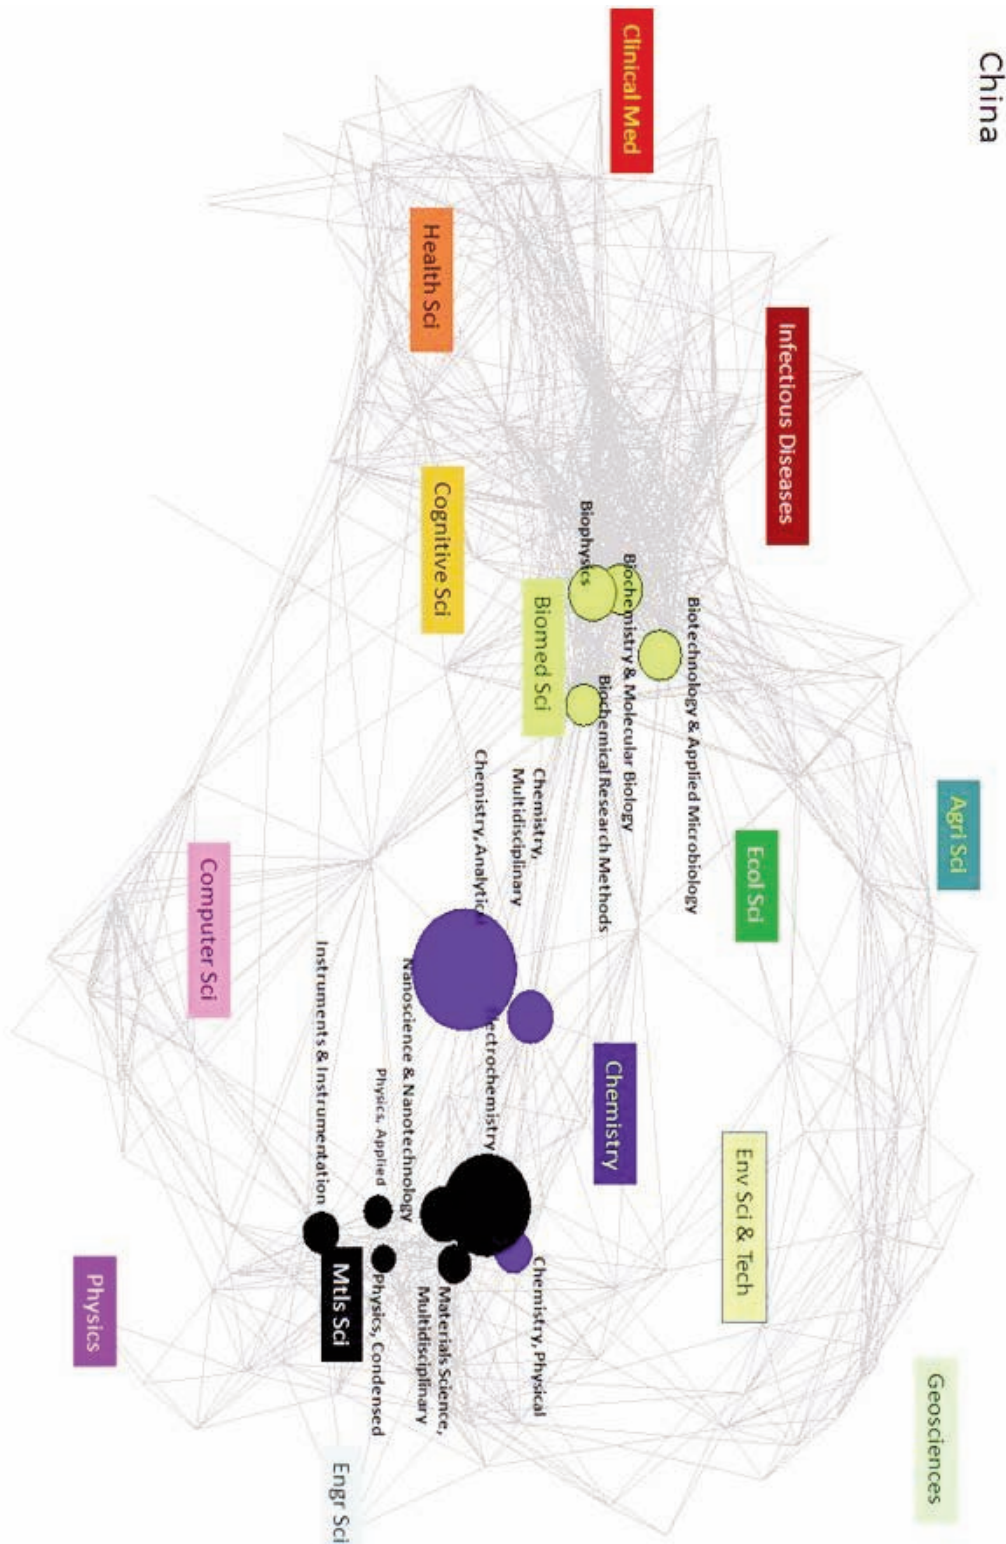 China
Geosciences
Agri Sci
Infectious Diseases
Ecol Sci
Env Sci & Tech
Biotechnology & Applied Microbiology
Clinical Med
Biochemistry & Molecular Biology
Biochemical Research Methods
Chemistry
Biophysics
Biomed Sci
Chemistry,
Multidisciplinary
Chemistry, Physical
Chemistry, Analytical
Electrochemistry
Health Sci
Cognitive Sci
Nanoscience & Nanotechnology
Materials Science,
Multidisciplinary
Physics, Applied
Physics, Condensed
Instruments & Instrumentation
Mtls Sci
Engr Sci
Computer Sci
Physics